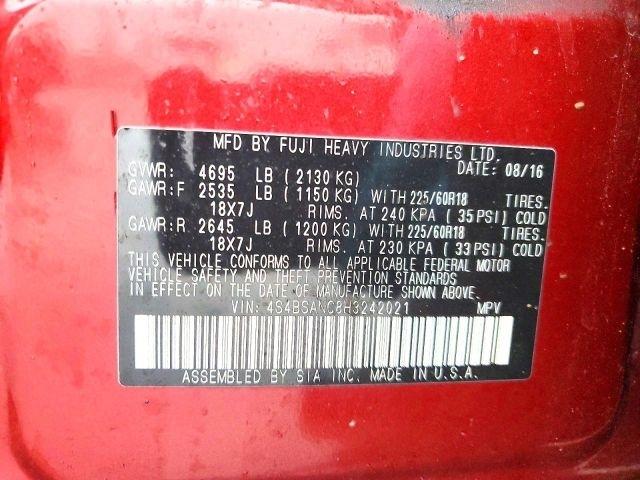 MFD BY FUJI HEAVY INDUSTRIES LTD.
GVWR: 4695 LB ( 2130 KG) DATE: 08/16
GAWR:F 2535 LB ( 1150 KG) WITH 225/60R18 TIRES.
18X7J RIMS. AT 240 KPA ( 35 PSI) COLD
GAWR:R 2645 LB ( 1200 KG) WITH 225/60R18 TIRES.
18X7J RIMS. AT 230 KPA ( 33 PSI) COLD
THIS VEHICLE CONFORMS TO ALL APPLICABLE FEDERAL MOTOR
VEHICLE SAFETY AND THEFT PREVENTION STANDARDS
IN EFFECT ON THE DATE OF MANUFACTURE SHOWN ABOVE.
VIN: 4S4BSANC8H3242021 MPV
ASSEMBLED BY SIA INC. MADE IN U.S.A.